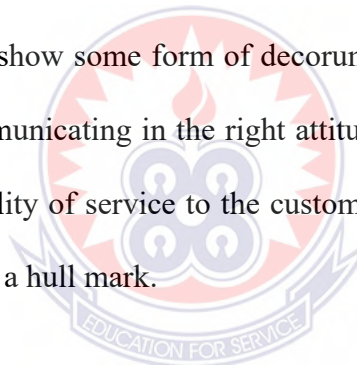 show some form of decorum
municating in the right attitu
lity of service to the custom
a hull mark.
EDUCATION FOR SERVICE